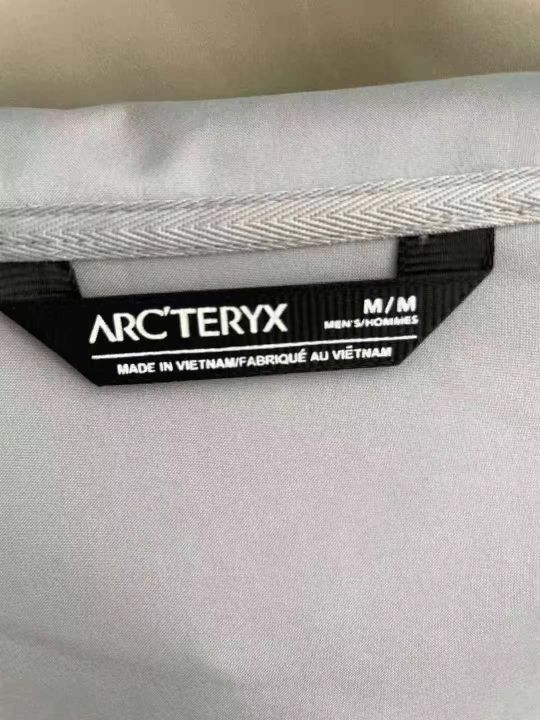 ARC'TERYX
M/M
MEN'S/HOMMES
MADE IN VIETNAM/FABRIQUÉ AU VIETNAM